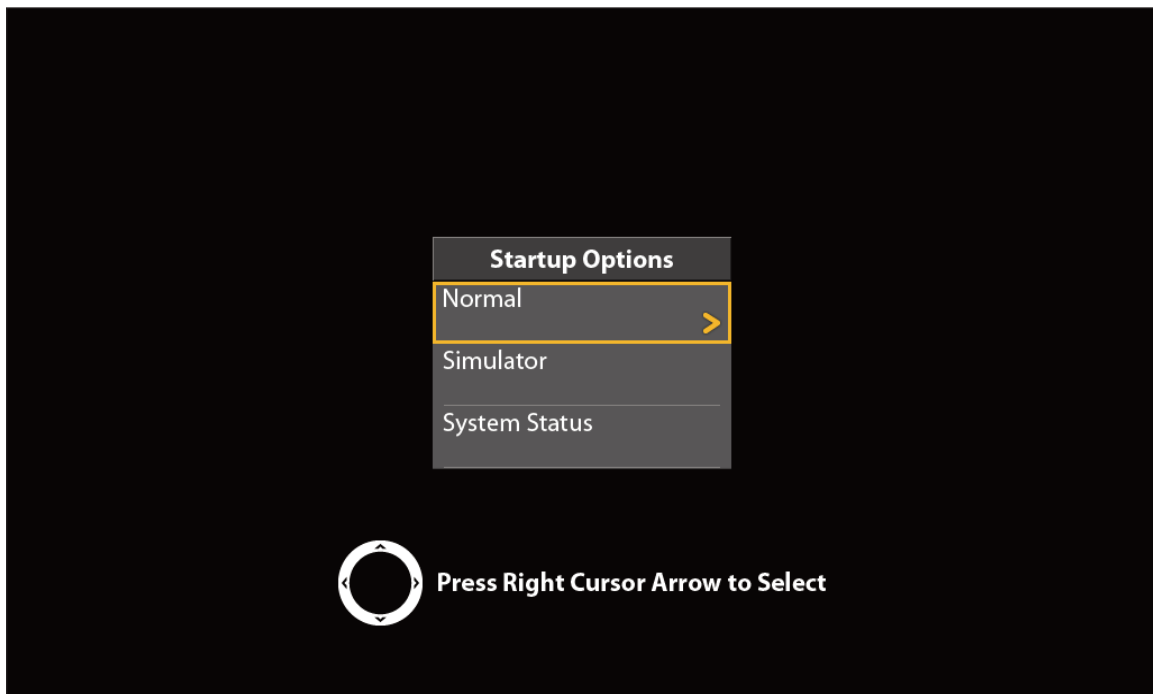 Startup Options
Normal
Simulator
System Status
Press Right Cursor Arrow to Select